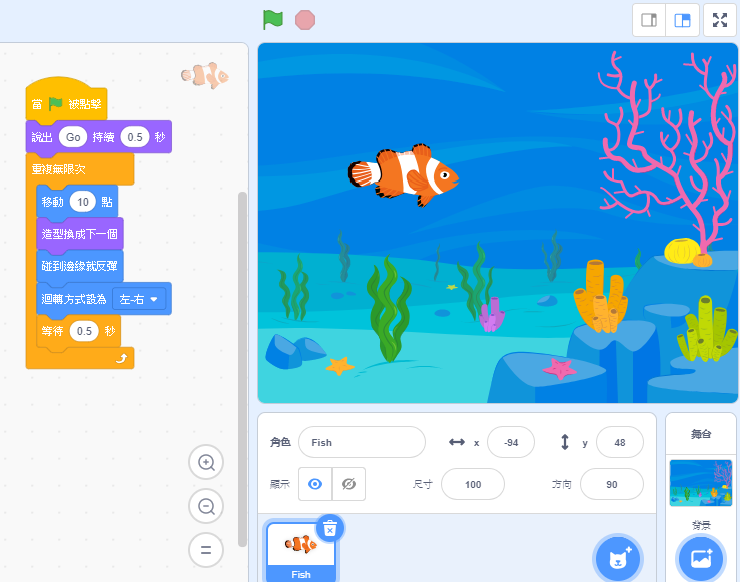 當 被點擊
說出 Go 持續 0.5 秒
重複無限次
移動 10 點
造型換成下一個
碰到邊緣就反彈
迴轉方式設為 左-右
等待 0.5 秒
角色 Fish x -94 y 48
顯示 尺寸 100 方向 90
Fish
舞台
背景